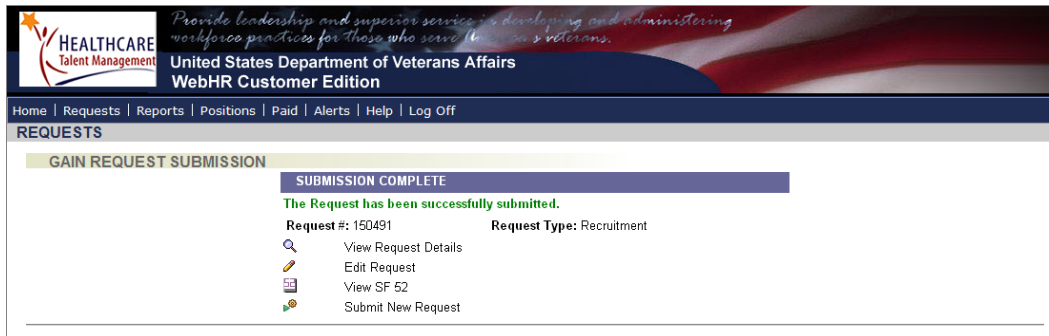 Provide leadership and superior service in developing and administering
workforce practices for those who serve America's veterans.
HEALTHCARE
Talent Management
United States Department of Veterans Affairs
WebHR Customer Edition
Home | Requests | Reports | Positions | Paid | Alerts | Help | Log Off
REQUESTS
GAIN REQUEST SUBMISSION
SUBMISSION COMPLETE
The Request has been successfully submitted.
Request #: 150491 Request Type: Recruitment
View Request Details
Edit Request
View SF 52
Submit New Request